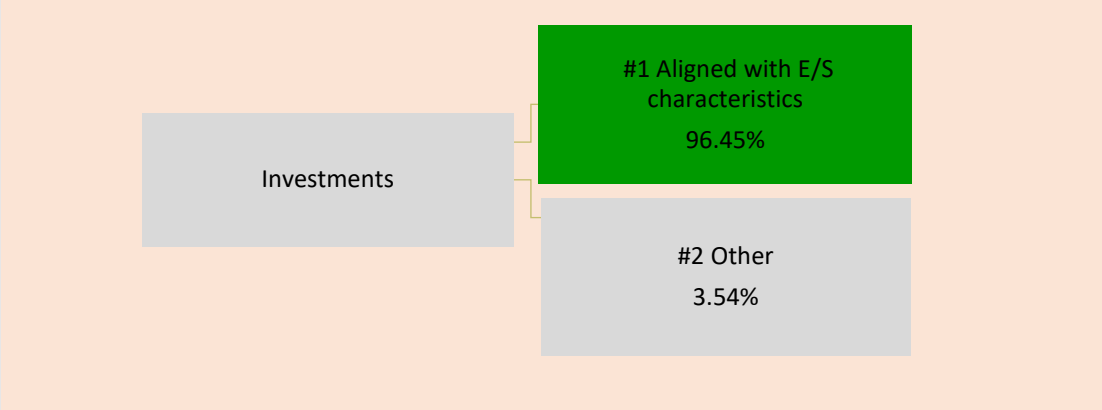 #1 Aligned with E/S
characteristics
96.45%
Investments
#2 Other
3.54%